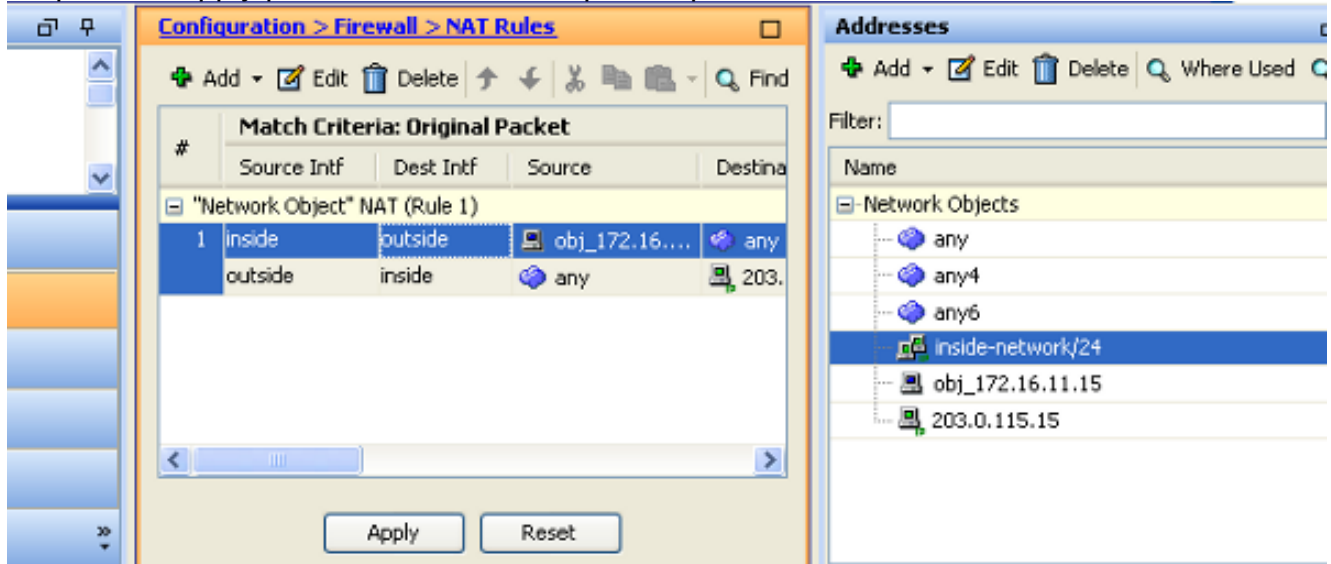 Configuration > Firewall > NAT Rules
Add Edit Delete Find
# Match Criteria: Original Packet
Source Intf Dest Intf Source Destina
"Network Object" NAT (Rule 1)
1 inside outside obj_172.16.... any
outside inside any 203.
Apply Reset
Addresses
Add Edit Delete Where Used
Filter:
Name
Network Objects
any
any4
any6
inside-network/24
obj_172.16.11.15
203.0.115.15